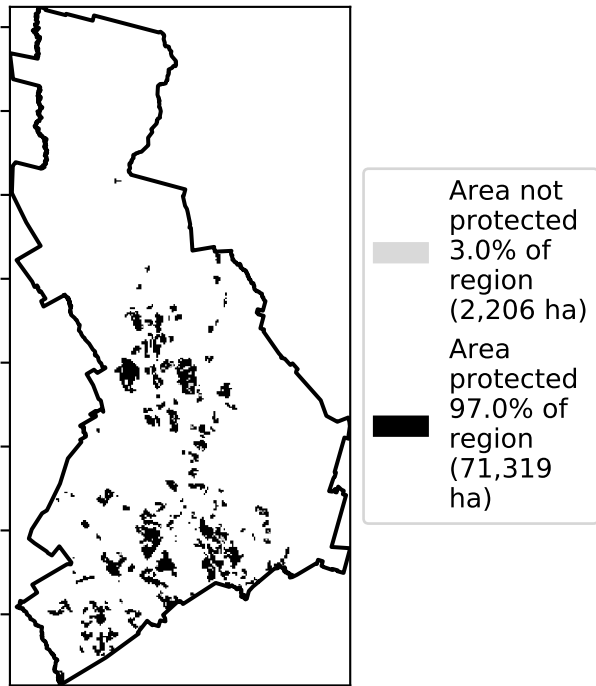 Area not
protected
3.0% of
region
(2,206 ha)
Area
protected
97.0% of
region
(71,319
ha)